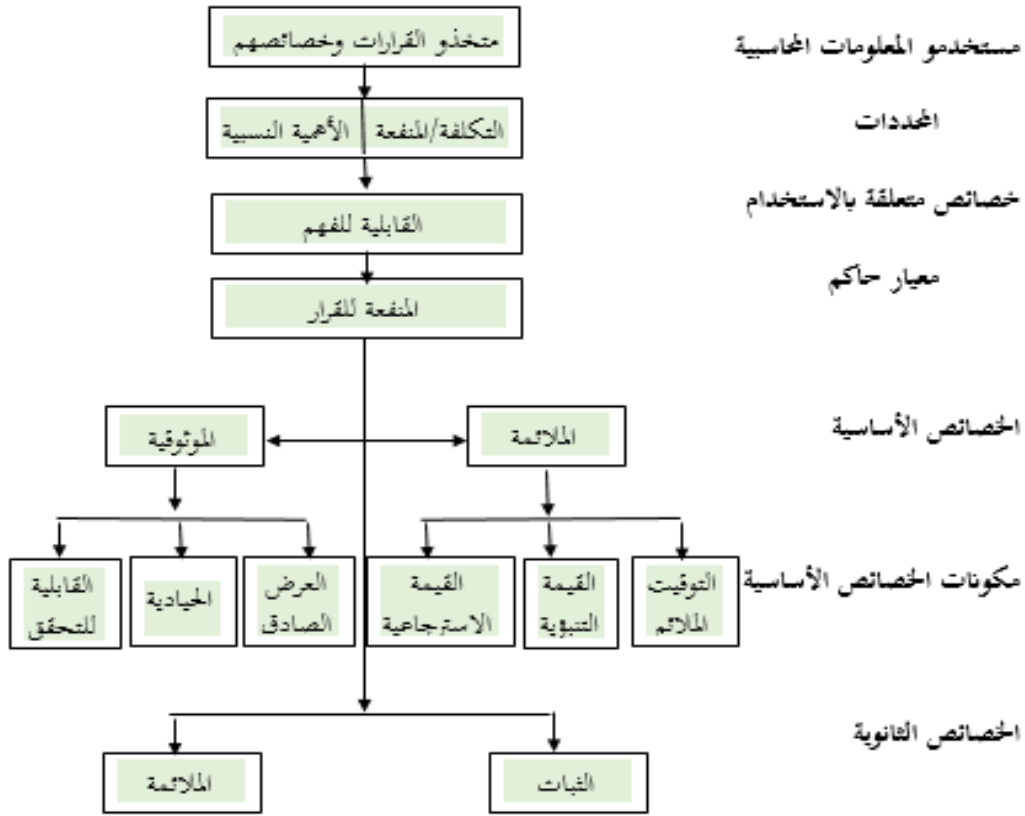 مستخدمو المعلومات المحاسبية
متخذو القرارات وخصائصهم
المحددات
التكلفة/المنفعة
الأهمية النسبية
خصائص متعلقة بالاستخدام
القابلية للفهم
معيار حاكم
المنفعة للقرار
الخصائص الأساسية
الملائمة
الموثوقية
مكونات الخصائص الأساسية
التوقيت
الملائم
القيمة
التنبؤية
القيمة
الاسترجاعية
العرض
الصادق
الحيادية
القابلية
للتحقق
الخصائص الثانوية
الثبات
الملائمة